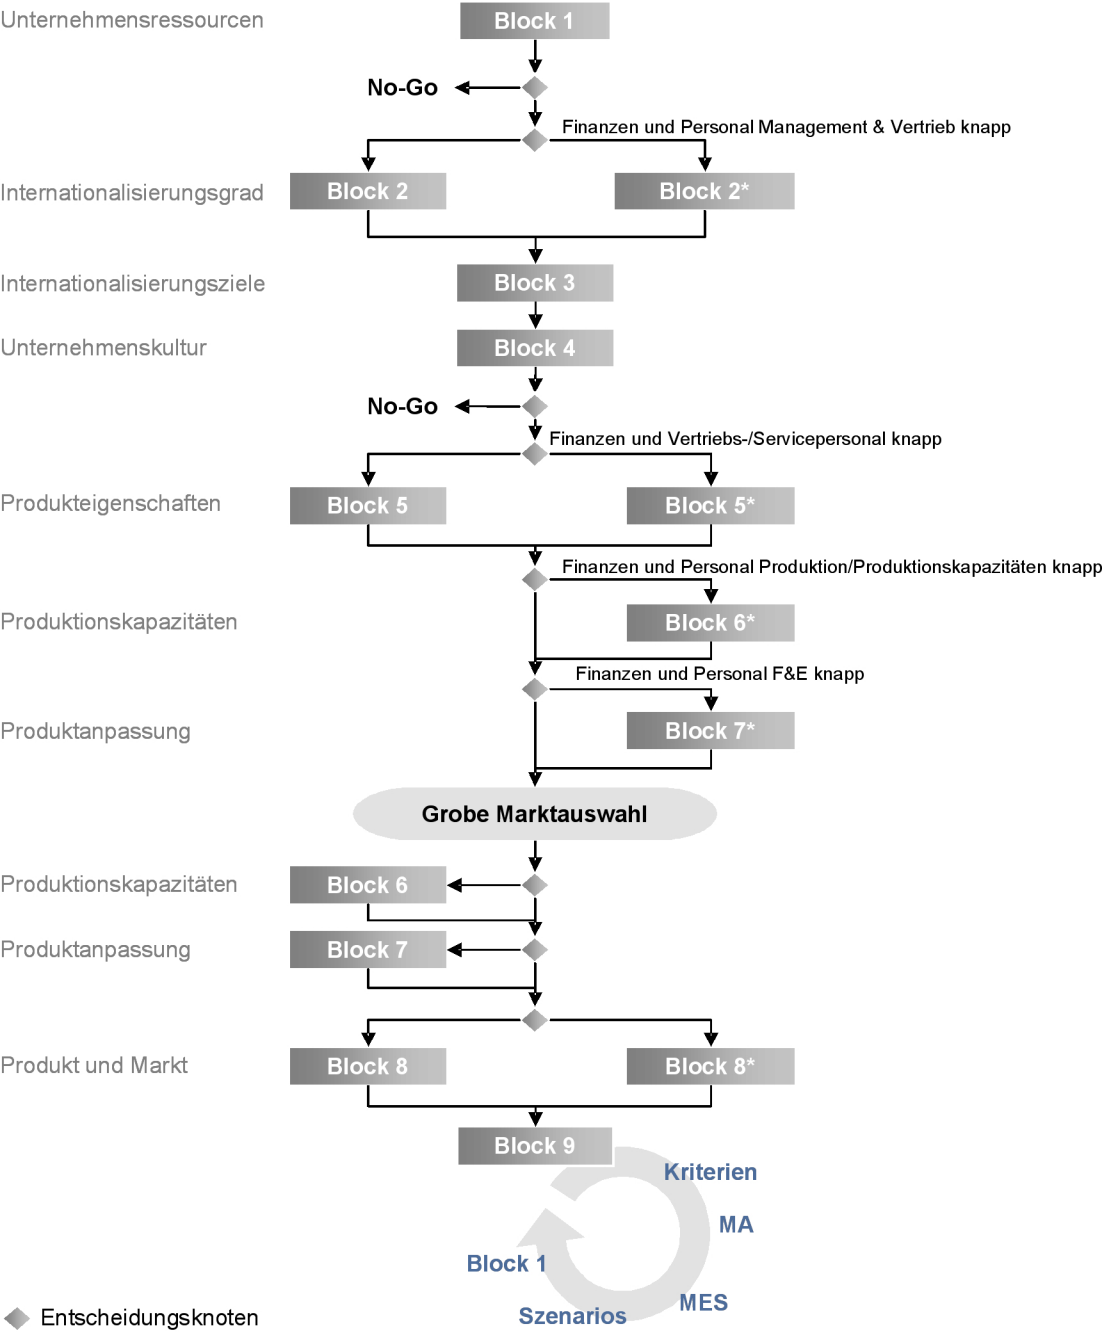 Unternehmensressourcen
Block 1
No-Go
Finanzen und Personal Management & Vertrieb knapp
Internationalisierungsgrad
Block 2
Block 2*
Internationalisierungsziele
Block 3
Unternehmenskultur
Block 4
No-Go
Finanzen und Vertriebs-/Servicepersonal knapp
Produkteigenschaften
Block 5
Block 5*
Finanzen und Personal Produktion/Produktionskapazitäten knapp
Produktionskapazitäten
Block 6*
Finanzen und Personal F&E knapp
Produktanpassung
Block 7*
Grobe Marktauswahl
Produktionskapazitäten
Block 6
Produktanpassung
Block 7
Produkt und Markt
Block 8
Block 8*
Block 9
Kriterien
MA
MES
Szenarios
Block 1
Entscheidungsknoten